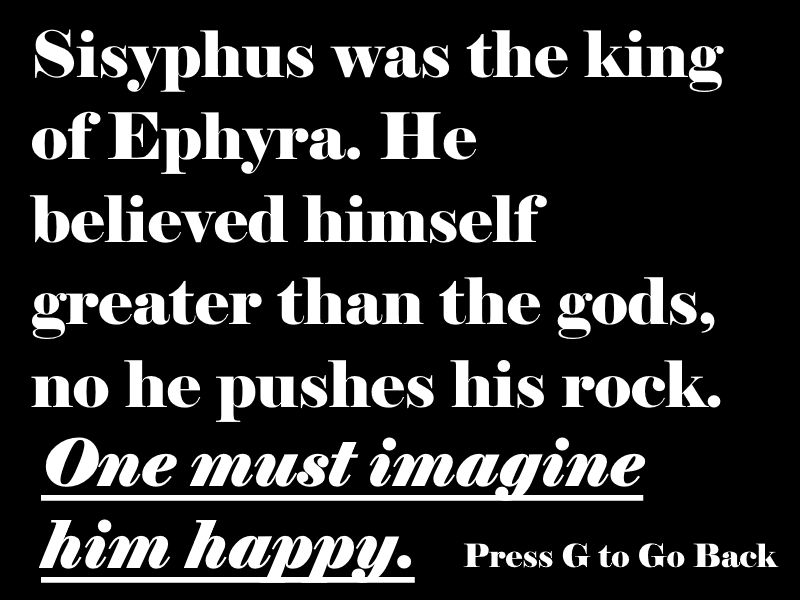 Sisyphus was the king
of Ephyra. He
believed himself
greater than the gods,
no he pushes his rock.
One must imagine
him happy.
Press G to Go Back